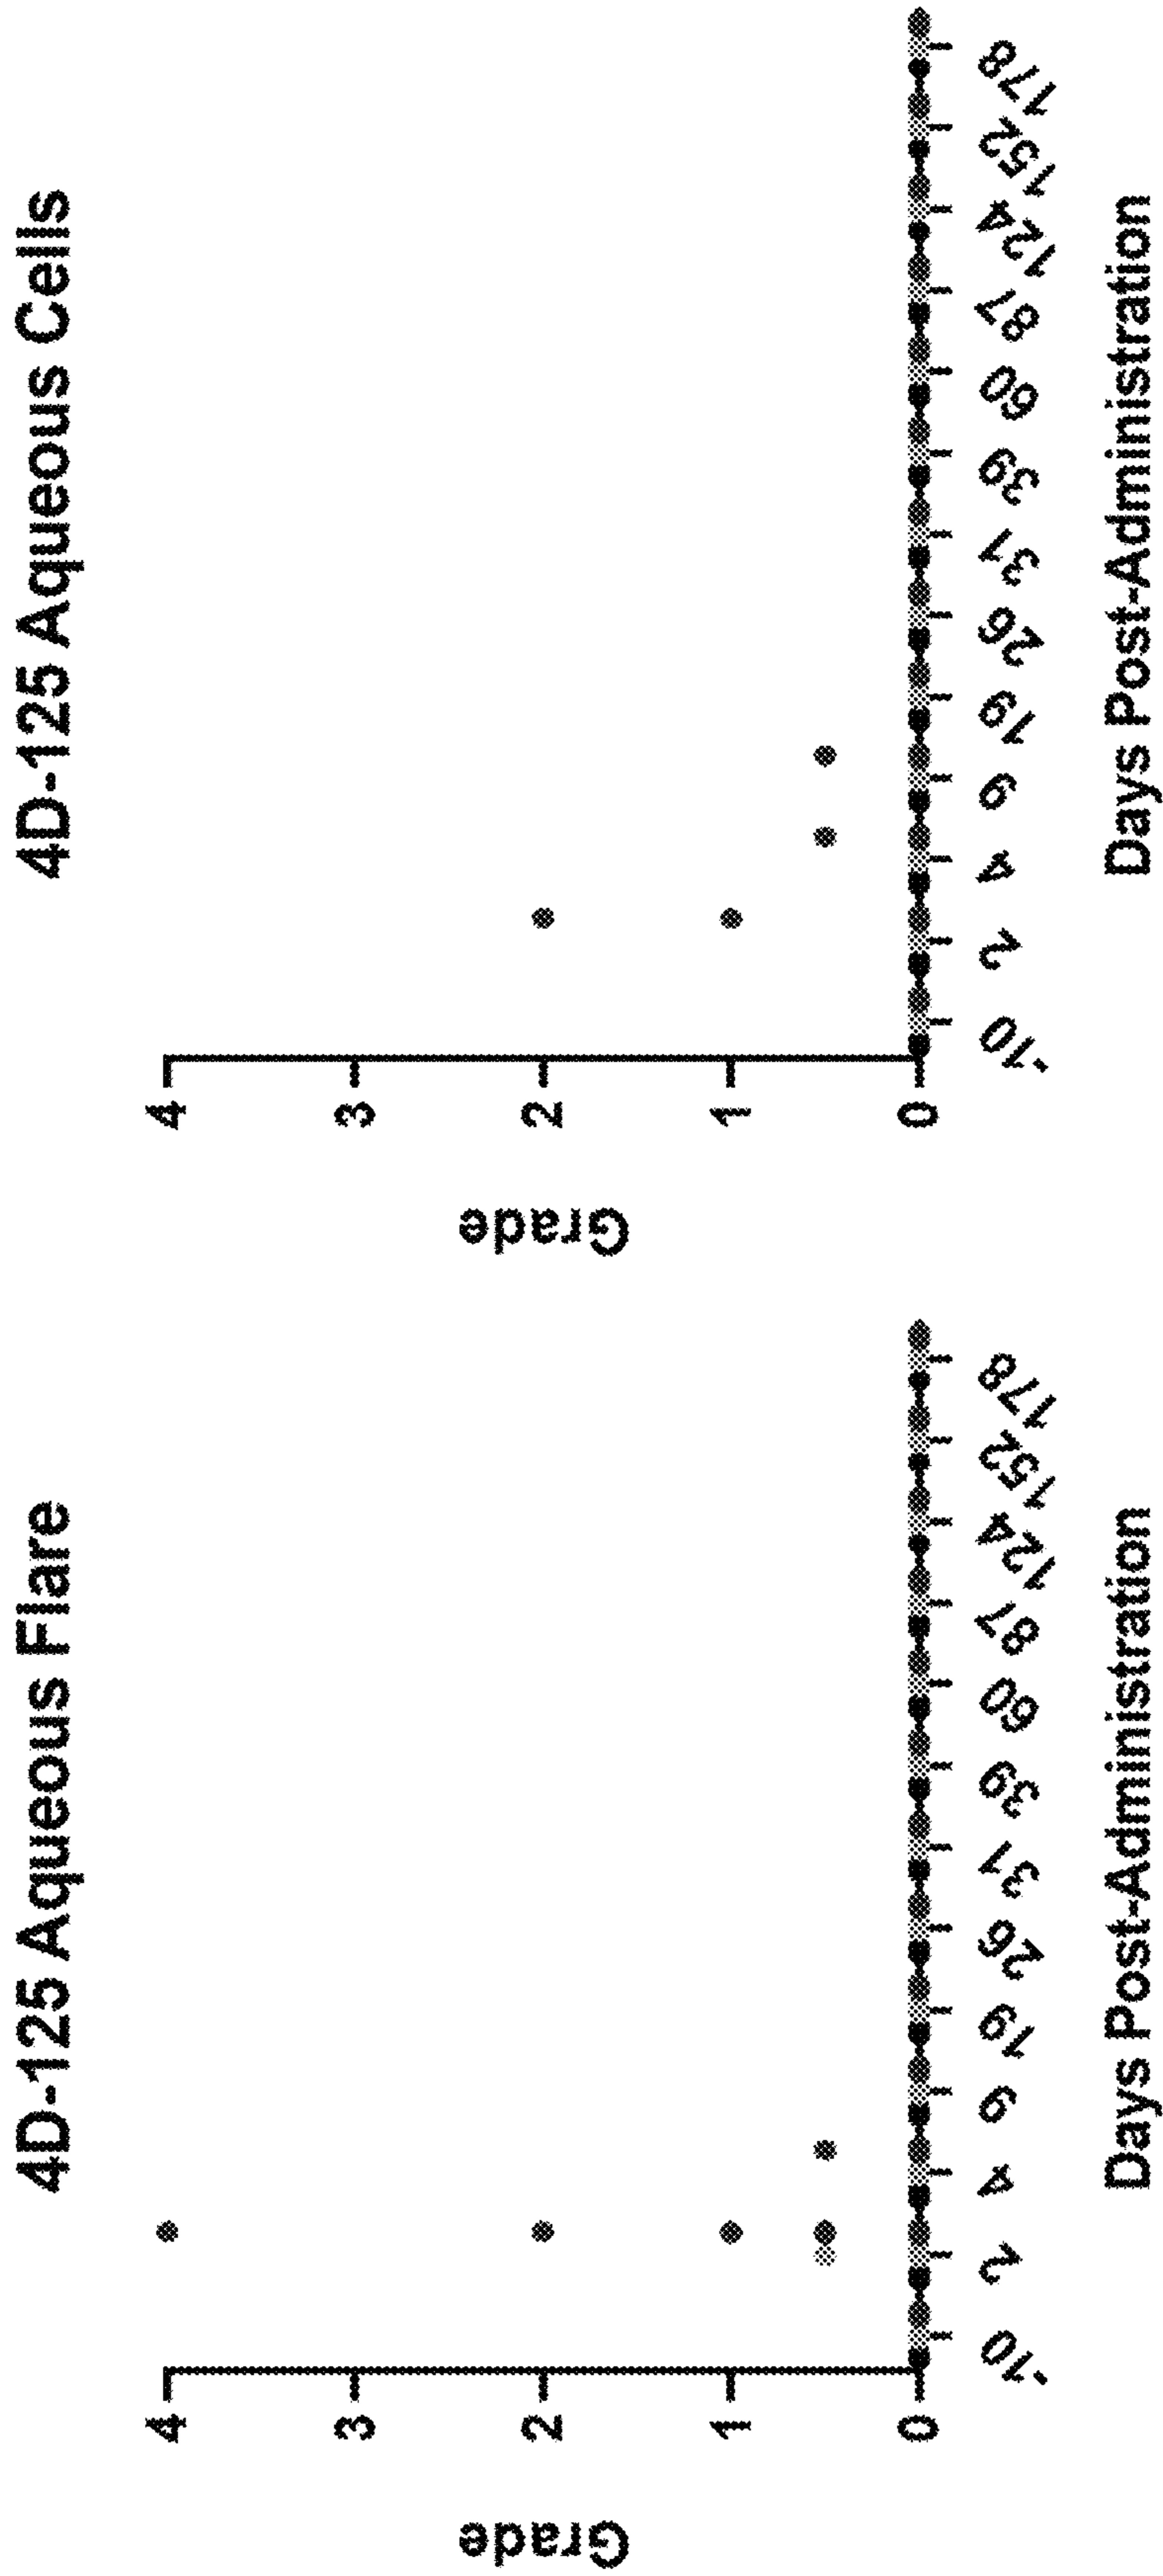 4D-125 Aqueous Flare
Grade
4
3
2
1
0
-10 2 4 9 19 26 31 39 60 87 124 152 178
Days Post-Administration
4D-125 Aqueous Cells
Grade
4
3
2
1
0
-10 2 4 9 19 26 31 39 60 87 124 152 178
Days Post-Administration